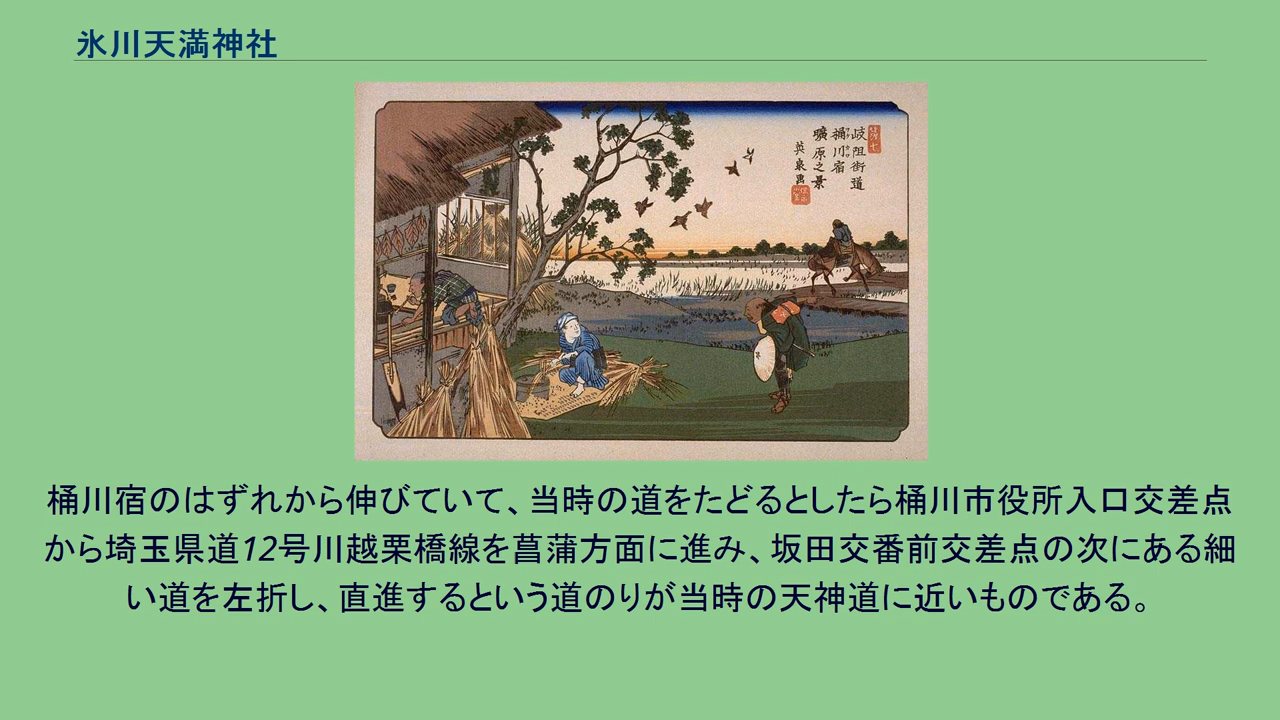 氷川天満神社
岐阻街道
桶川宿
曠原之景
英泉画
桶川宿のはずれから伸びていて、当時の道をたどるとしたら桶川市役所入口交差点
から埼玉県道12号川越栗橋線を菖蒲方面に進み、坂田交番前交差点の次にある細
い道を左折し、直進するという道のりが当時の天神道に近いものである。